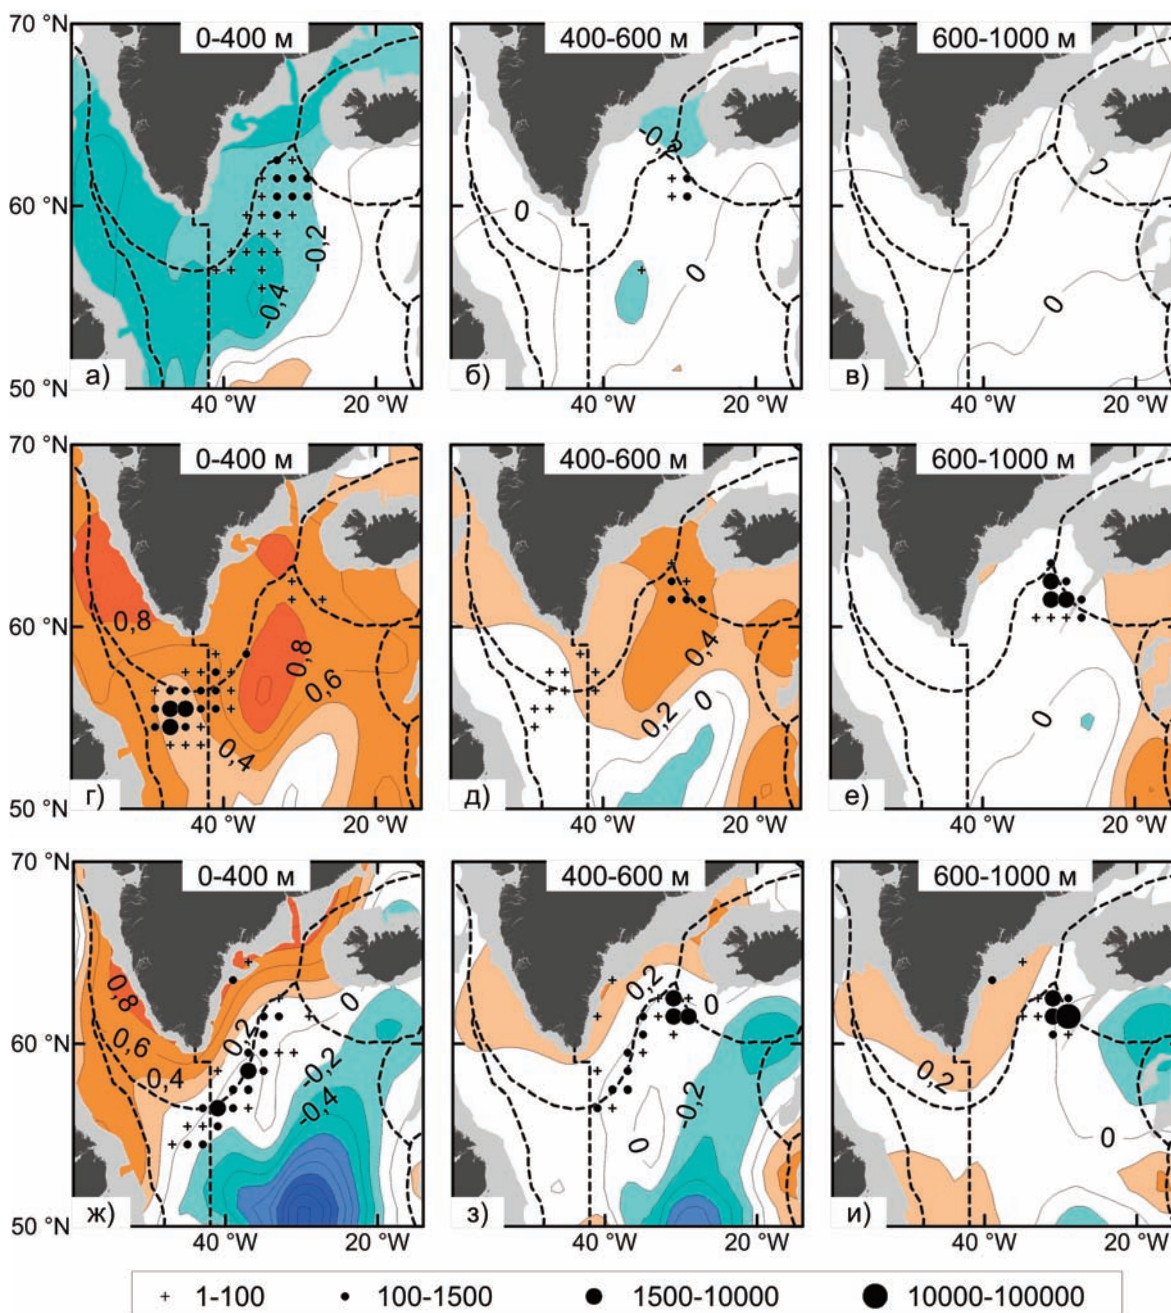 70 °N 0-400 м 400-600 м 600-1000 м
-0,2 0
60 °N 0
-0,2 0
-0,4 0
50 °N а) б) в)
40 °W 20 °W 40 °W 20 °W 40 °W 20 °W
70 °N 0-400 м 400-600 м 600-1000 м
60 °N 0,8
0,8 0,4
0,6 0,2 0 0
0,4
50 °N г) д) е)
40 °W 20 °W 40 °W 20 °W 40 °W 20 °W
70 °N 0-400 м 400-600 м 600-1000 м
0,8 0 0,2 0
60 °N 0,6 0,2
0,4 -0,2 -0,2 0,2
-0,4 0 0
50 °N ж) з) и)
40 °W 20 °W 40 °W 20 °W 40 °W 20 °W
1-100 100-1500 1500-10000 10000-100000